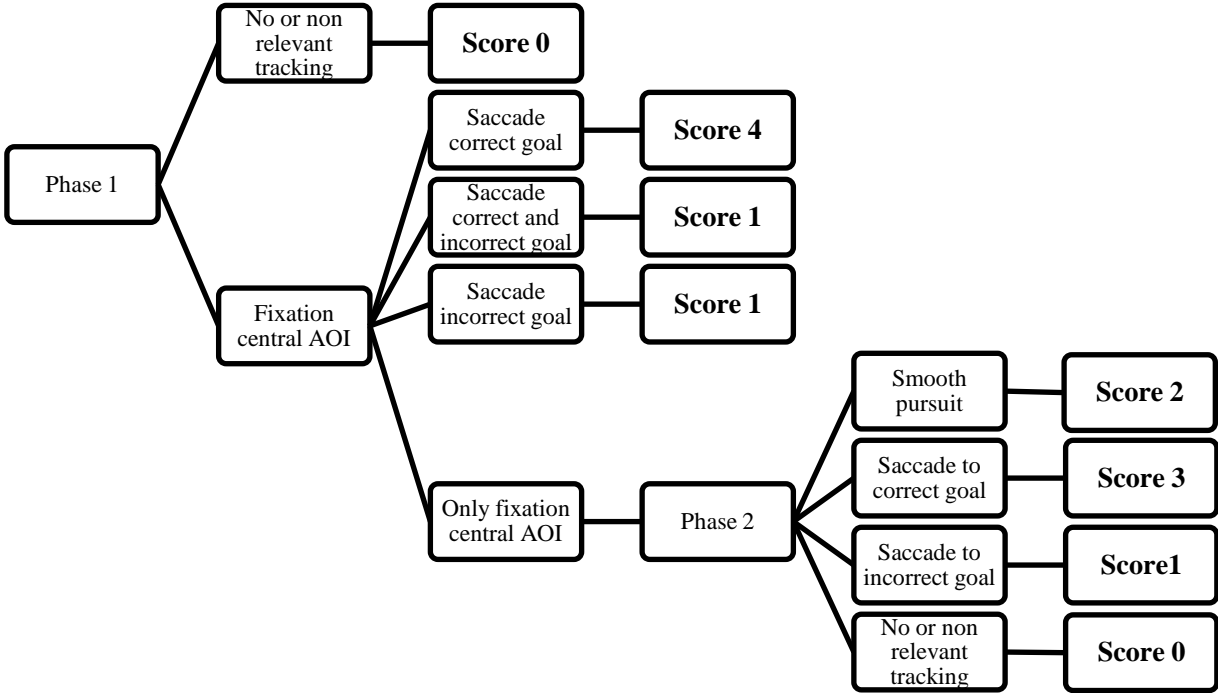 No or non
relevant
tracking
Score 0
Saccade
correct goal
Score 4
Phase 1
Saccade
correct and
incorrect goal
Score 1
Fixation
central AOI
Saccade
incorrect goal
Score 1
Smooth
pursuit
Score 2
Saccade to
correct goal
Score 3
Only fixation
central AOI
Phase 2
Saccade to
incorrect goal
Score1
No or non
relevant
tracking
Score 0